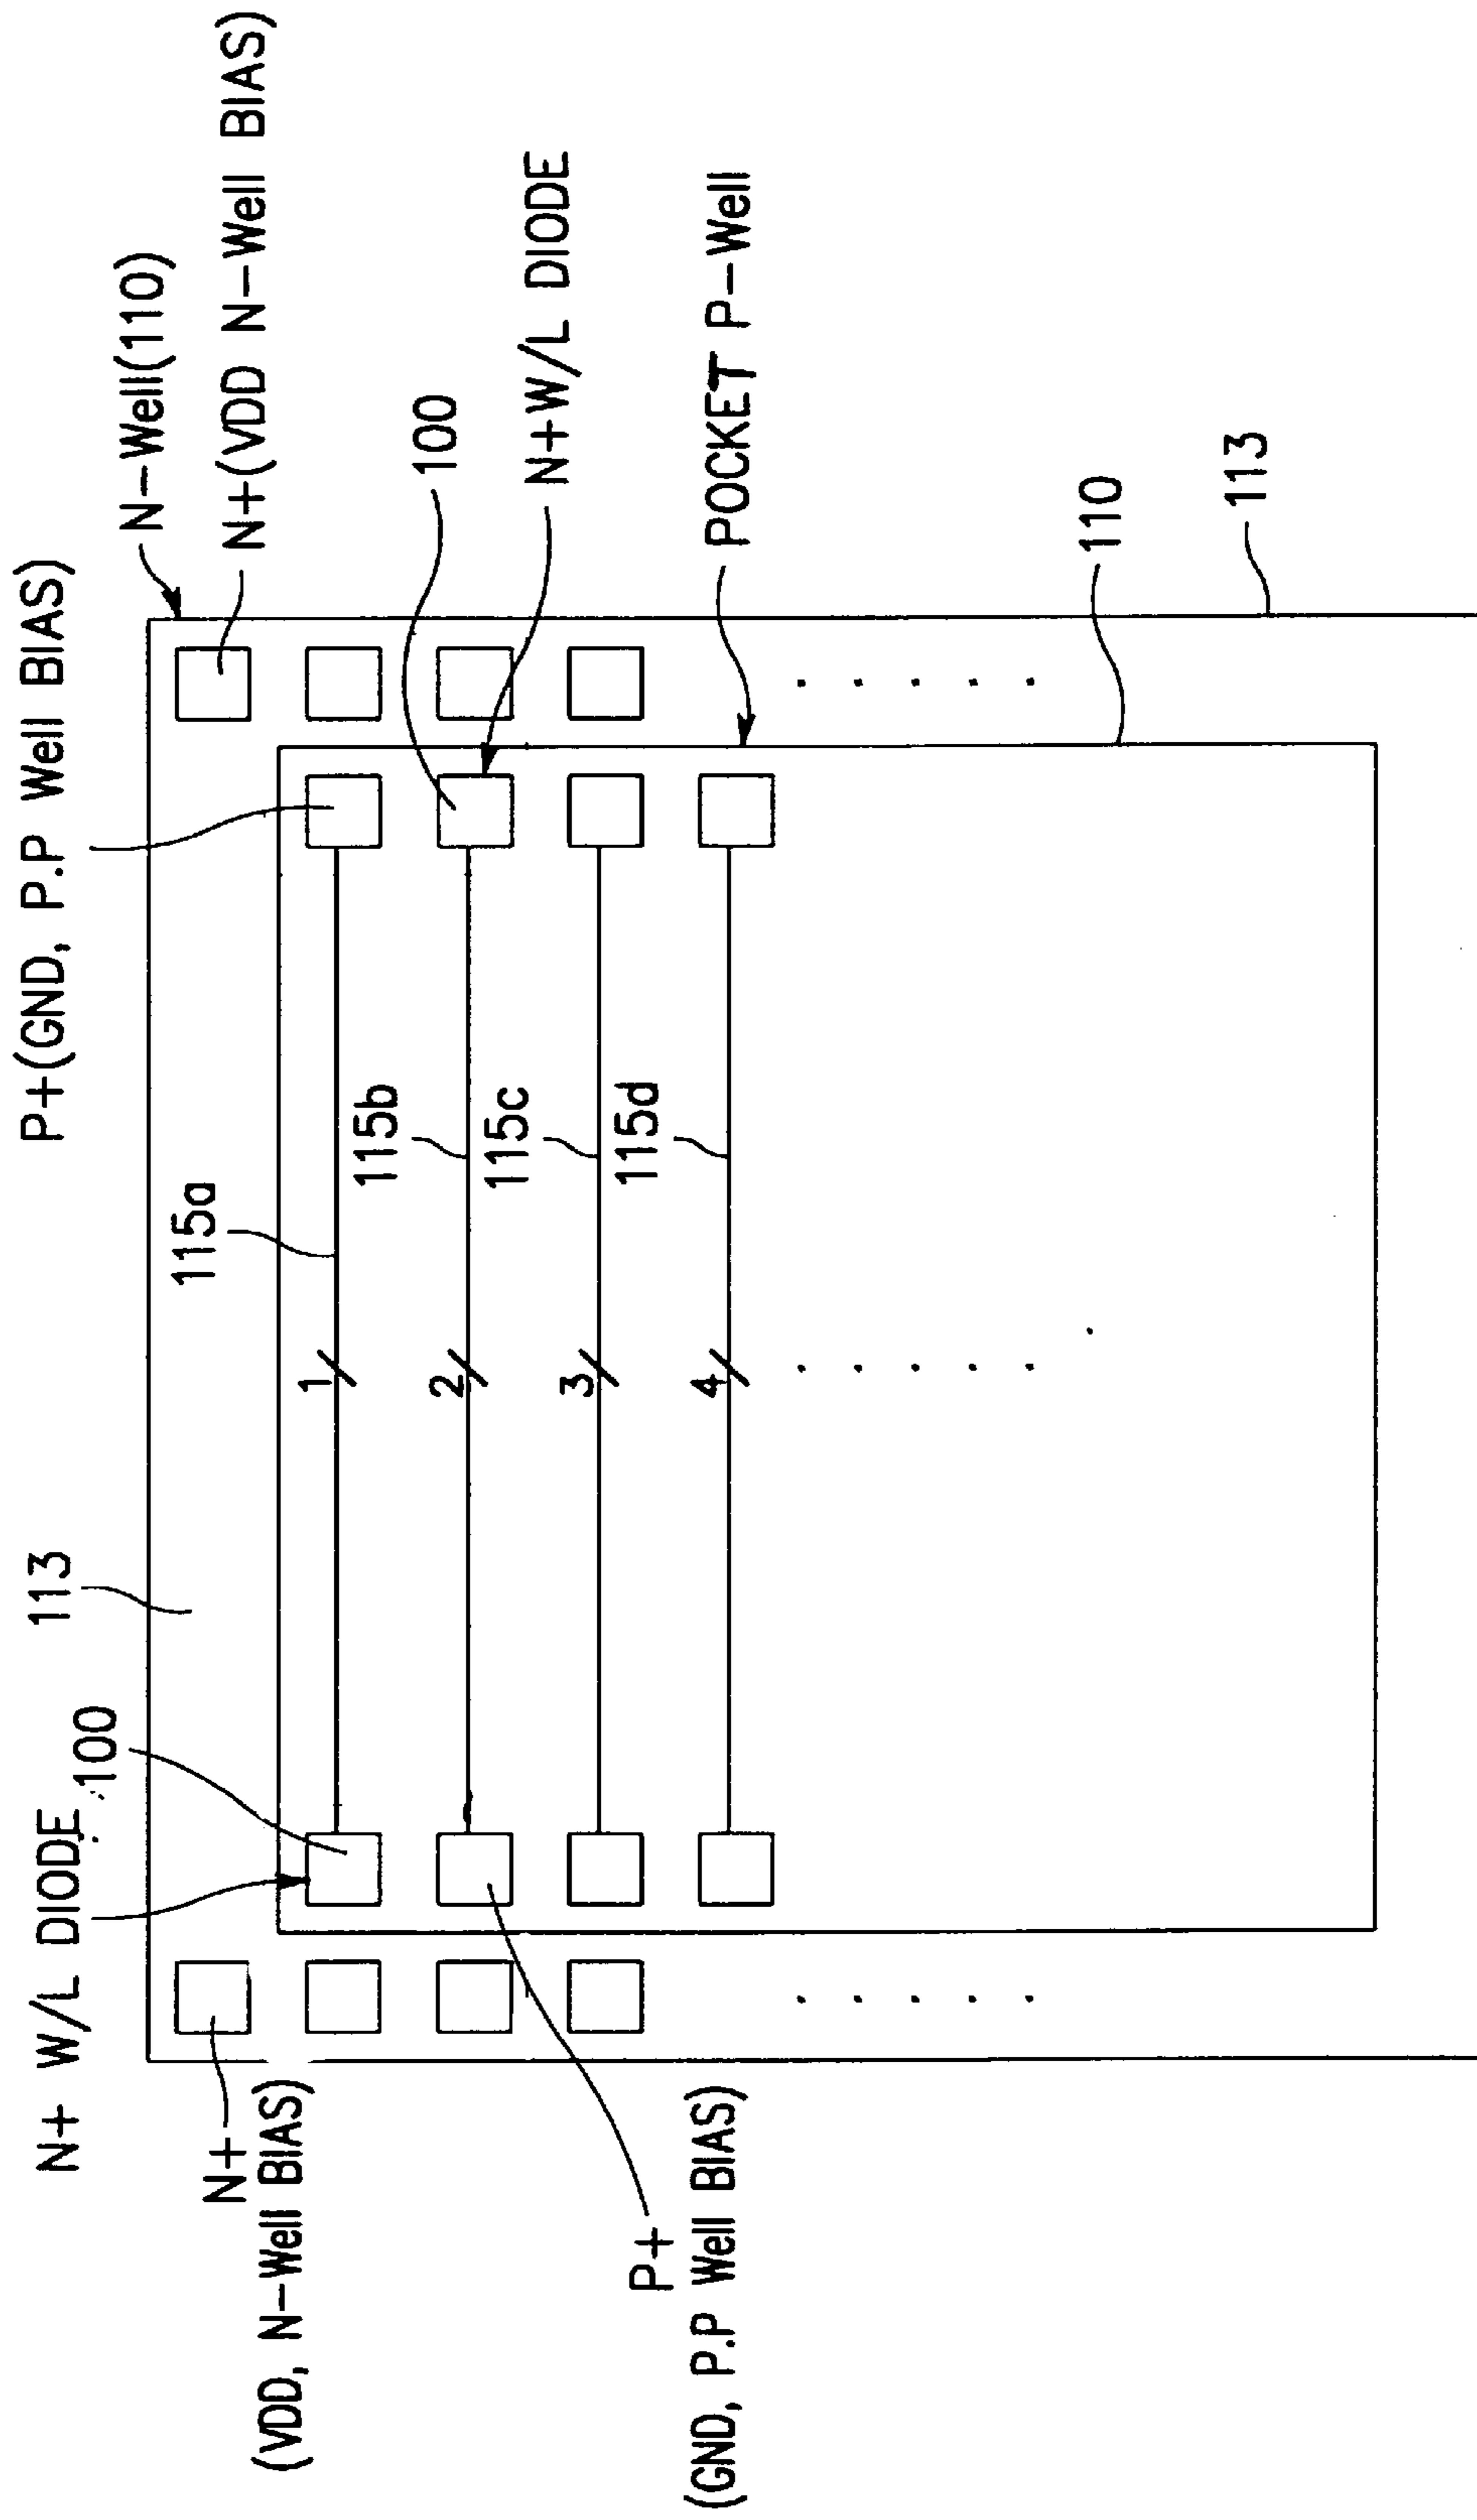 P+(GND, P.P Well BIAS)
N-Well(110)
N+(VDD N-Well BIAS)
100
N+W/L DIODE
POCKET P-Well
110
113
115a
115b
115c
115d
1
2
3
4
113
100
N+ W/L DIODE
N+
(VDD, N-Well BIAS)
P+
(GND, P.P Well BIAS)